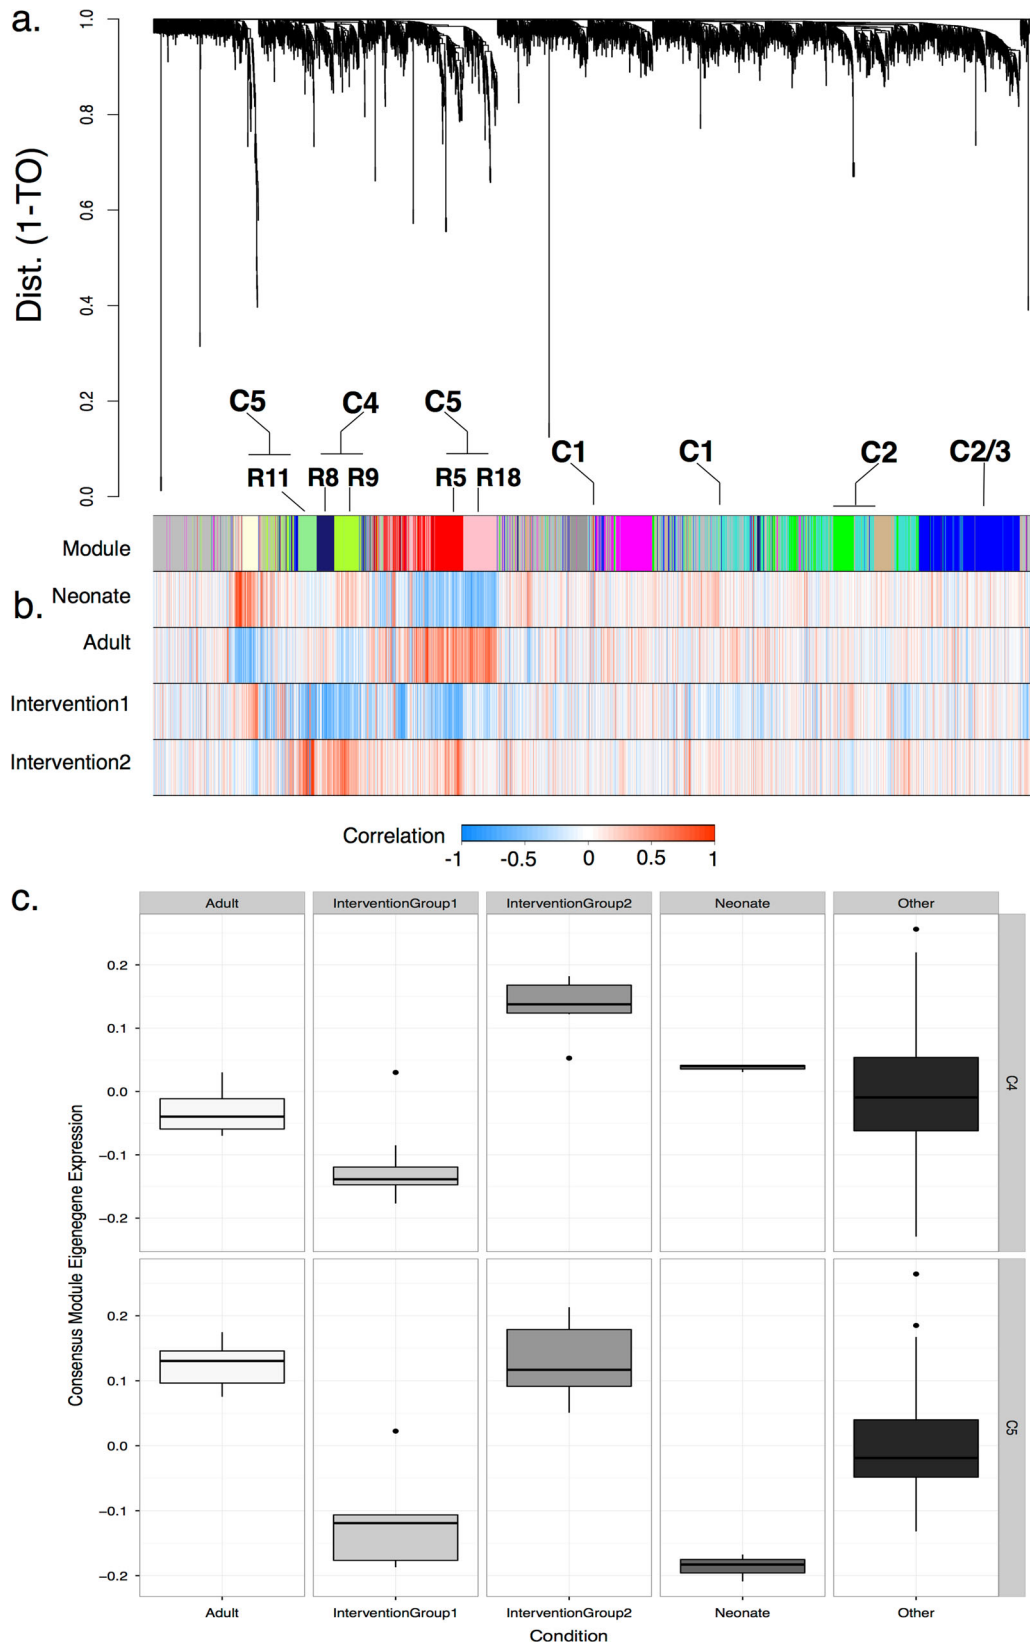 a.
Dist. (1-TO)
1.0
0.8
0.6
0.4
0.2
0.0
C5 C4 C5
C1 C1 C2 C2/3
R11 R8 R9 R5 R18
Module
b.
Neonate
Adult
Intervention1
Intervention2
Correlation
-1 -0.5 0 0.5 1
c.
Adult InterventionGroup1 InterventionGroup2 Neonate Other
Consensus Module Eigenegene Expression
0.2
0.1
0.0
−0.1
−0.2
C4
0.2
0.1
0.0
−0.1
−0.2
C5
Adult InterventionGroup1 InterventionGroup2 Neonate Other
Condition